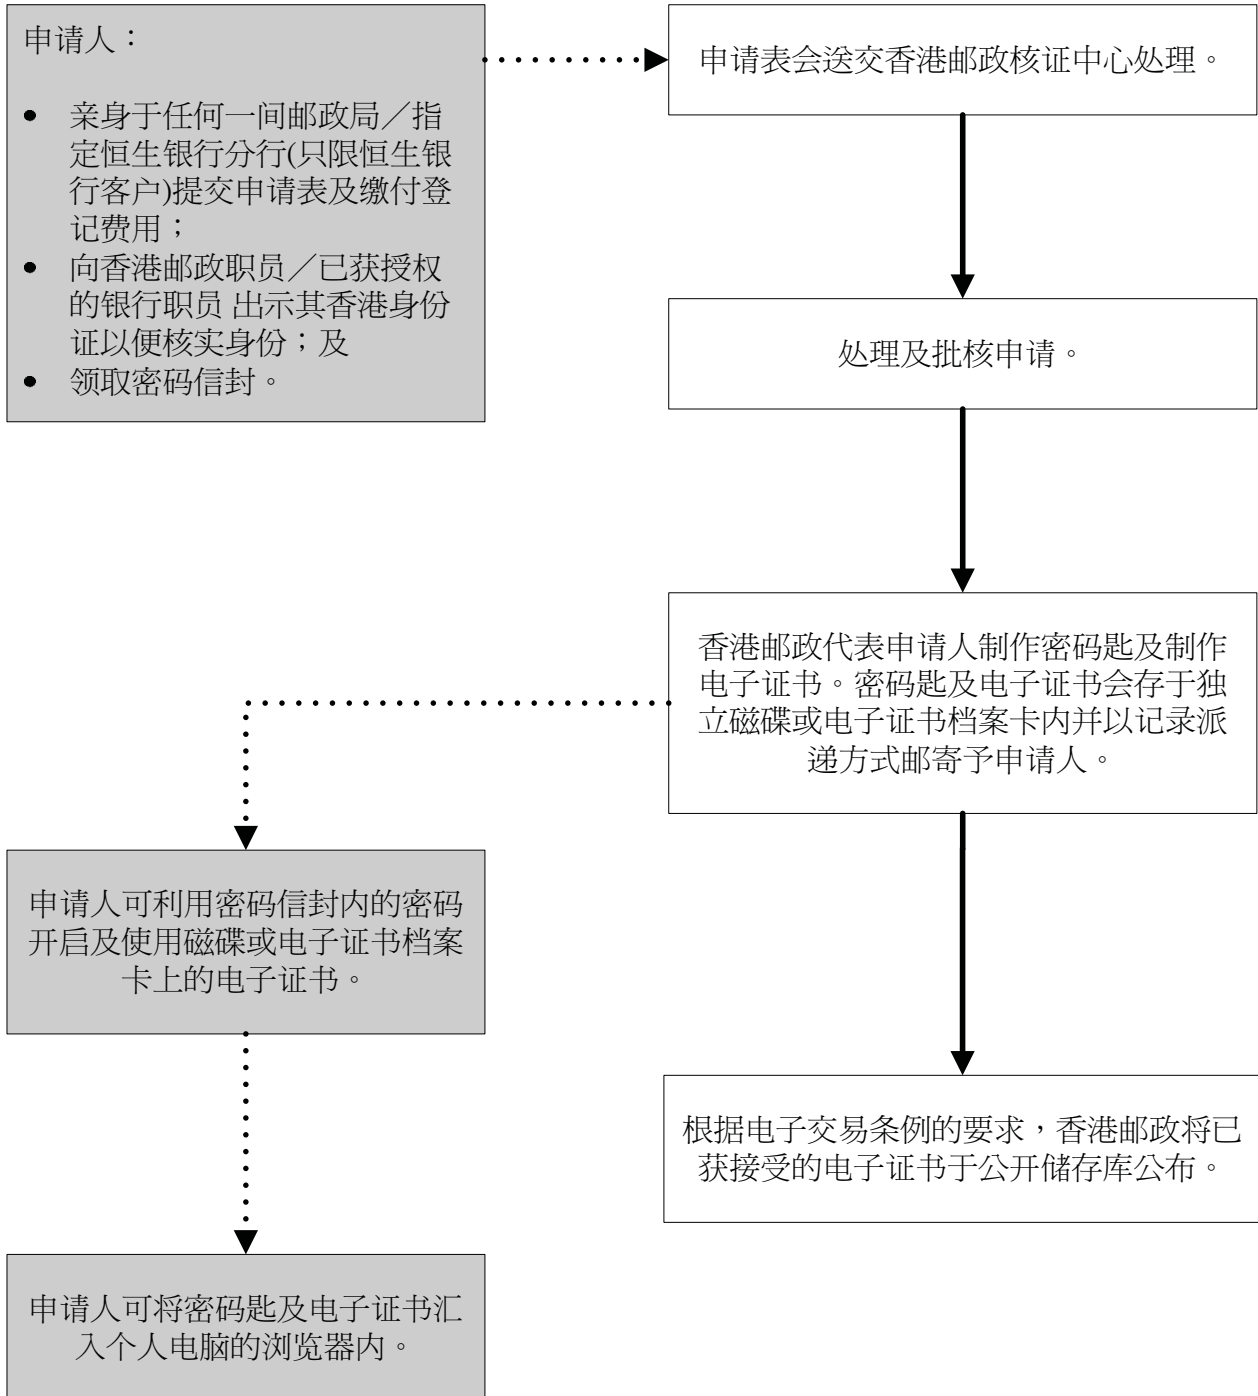 申请人：
• 亲身于任何一间邮政局／指
定恒生银行分行(只限恒生银
行客户)提交申请表及缴付登
记费用；
• 向香港邮政职员／已获授权
的银行职员 出示其香港身份
证以便核实身份；及
• 领取密码信封。
申请表会送交香港邮政核证中心处理。
处理及批核申请。
香港邮政代表申请人制作密码匙及制作
电子证书。密码匙及电子证书会存于独
立磁碟或电子证书档案卡内并以记录派
递方式邮寄予申请人。
申请人可利用密码信封内的密码
开启及使用磁碟或电子证书档案
卡上的电子证书。
根据电子交易条例的要求，香港邮政将已
获接受的电子证书于公开储存库公布。
申请人可将密码匙及电子证书汇
入个人电脑的浏览器内。